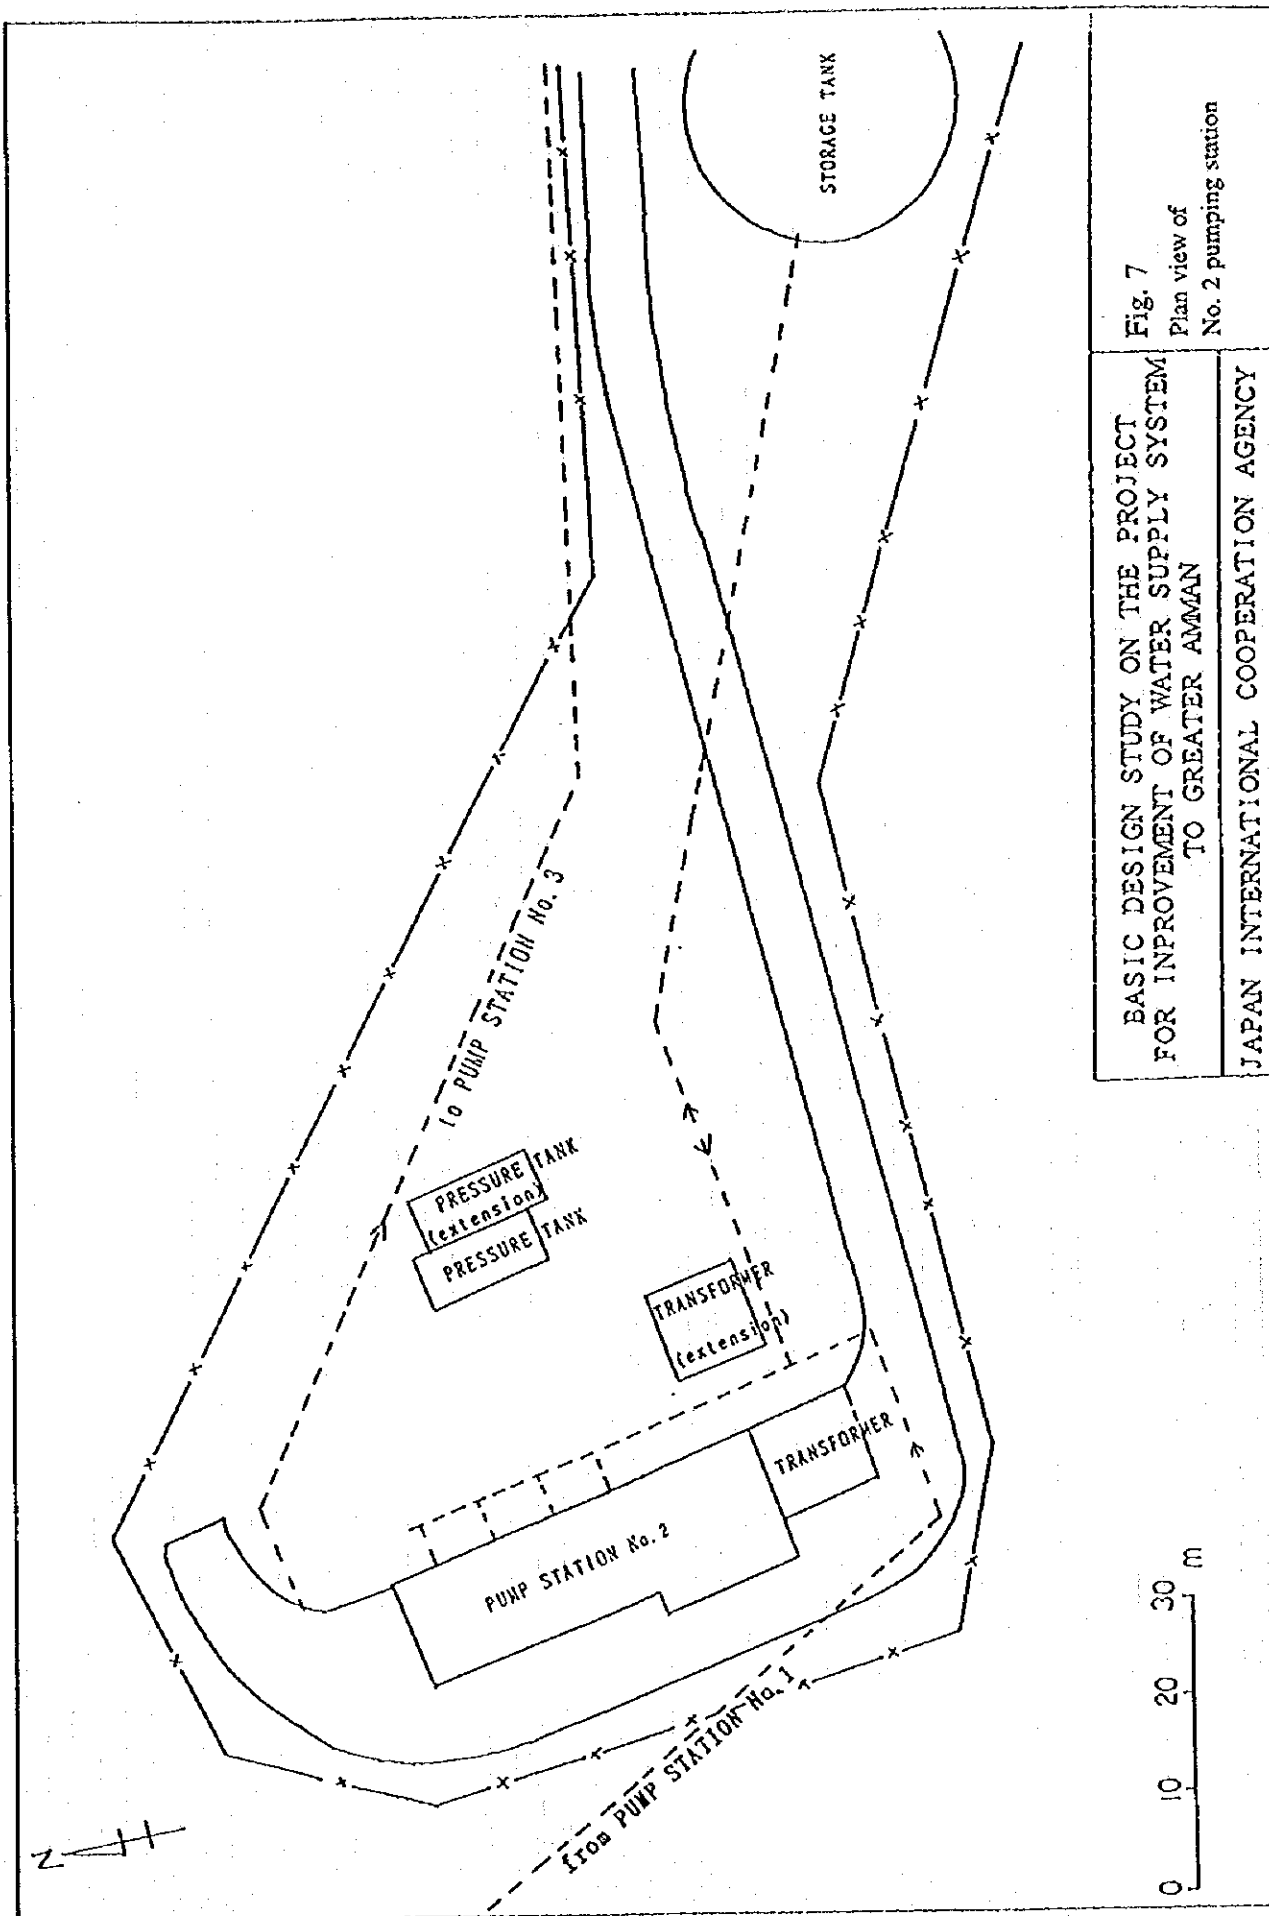 N
STORAGE TANK
to PUMP STATION No. 3
PRESSURE TANK
(extension)
PRESSURE TANK
TRANSFORMER
(extension)
TRANSFORMER
PUMP STATION No. 2
from PUMP STATION No. 1
0 10 20 30 m
BASIC DESIGN STUDY ON THE PROJECT
FOR INPROVEMENT OF WATER SUPPLY SYSTEM
TO GREATER AMMAN
JAPAN INTERNATIONAL COOPERATION AGENCY
Fig. 7
Plan view of
No. 2 pumping station